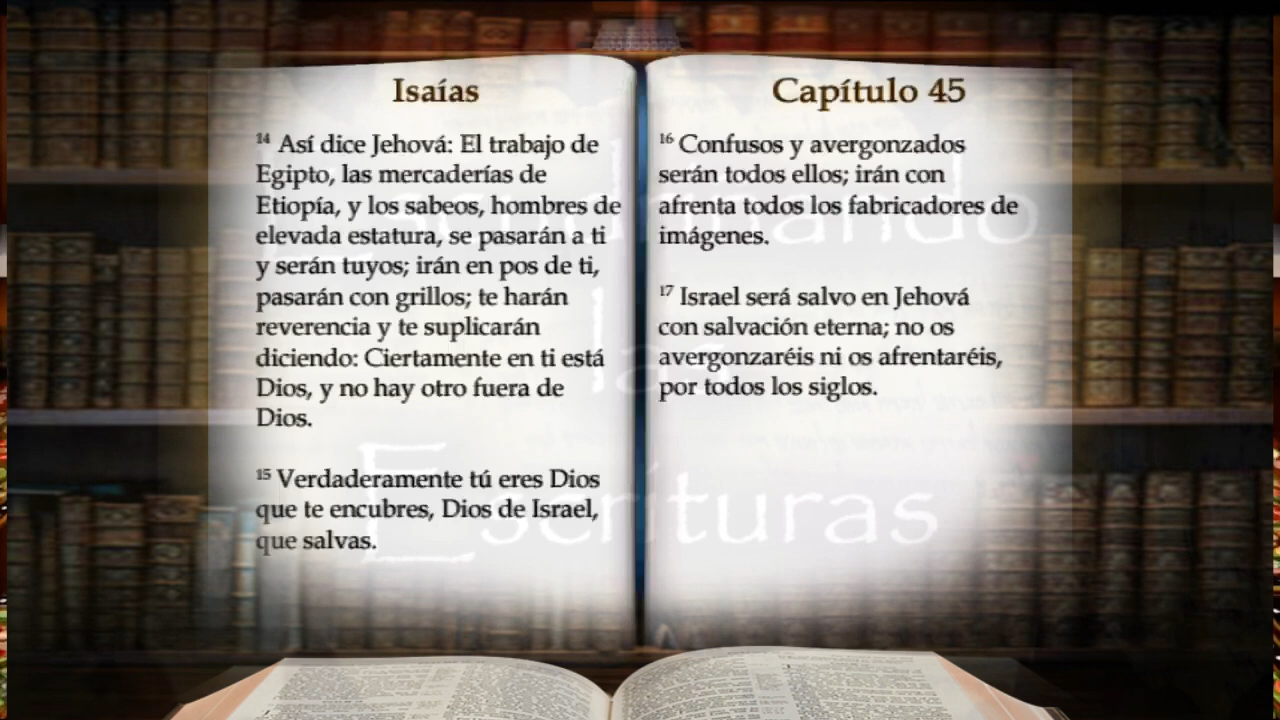 Isaías
14 Así dice Jehová: El trabajo de
Egipto, las mercaderías de
Etiopía, y los sabeos, hombres de
elevada estatura, se pasarán a ti
y serán tuyos; irán en pos de ti,
pasarán con grillos; te harán
reverencia y te suplicarán
diciendo: Ciertamente en ti está
Dios, y no hay otro fuera de
Dios.
15 Verdaderamente tú eres Dios
que te encubres, Dios de Israel,
que salvas.
Capítulo 45
16 Confusos y avergonzados
serán todos ellos; irán con
afrenta todos los fabricadores de
imágenes.
17 Israel será salvo en Jehová
con salvación eterna; no os
avergonzaréis ni os afrentaréis,
por todos los siglos.
las
Escrituras